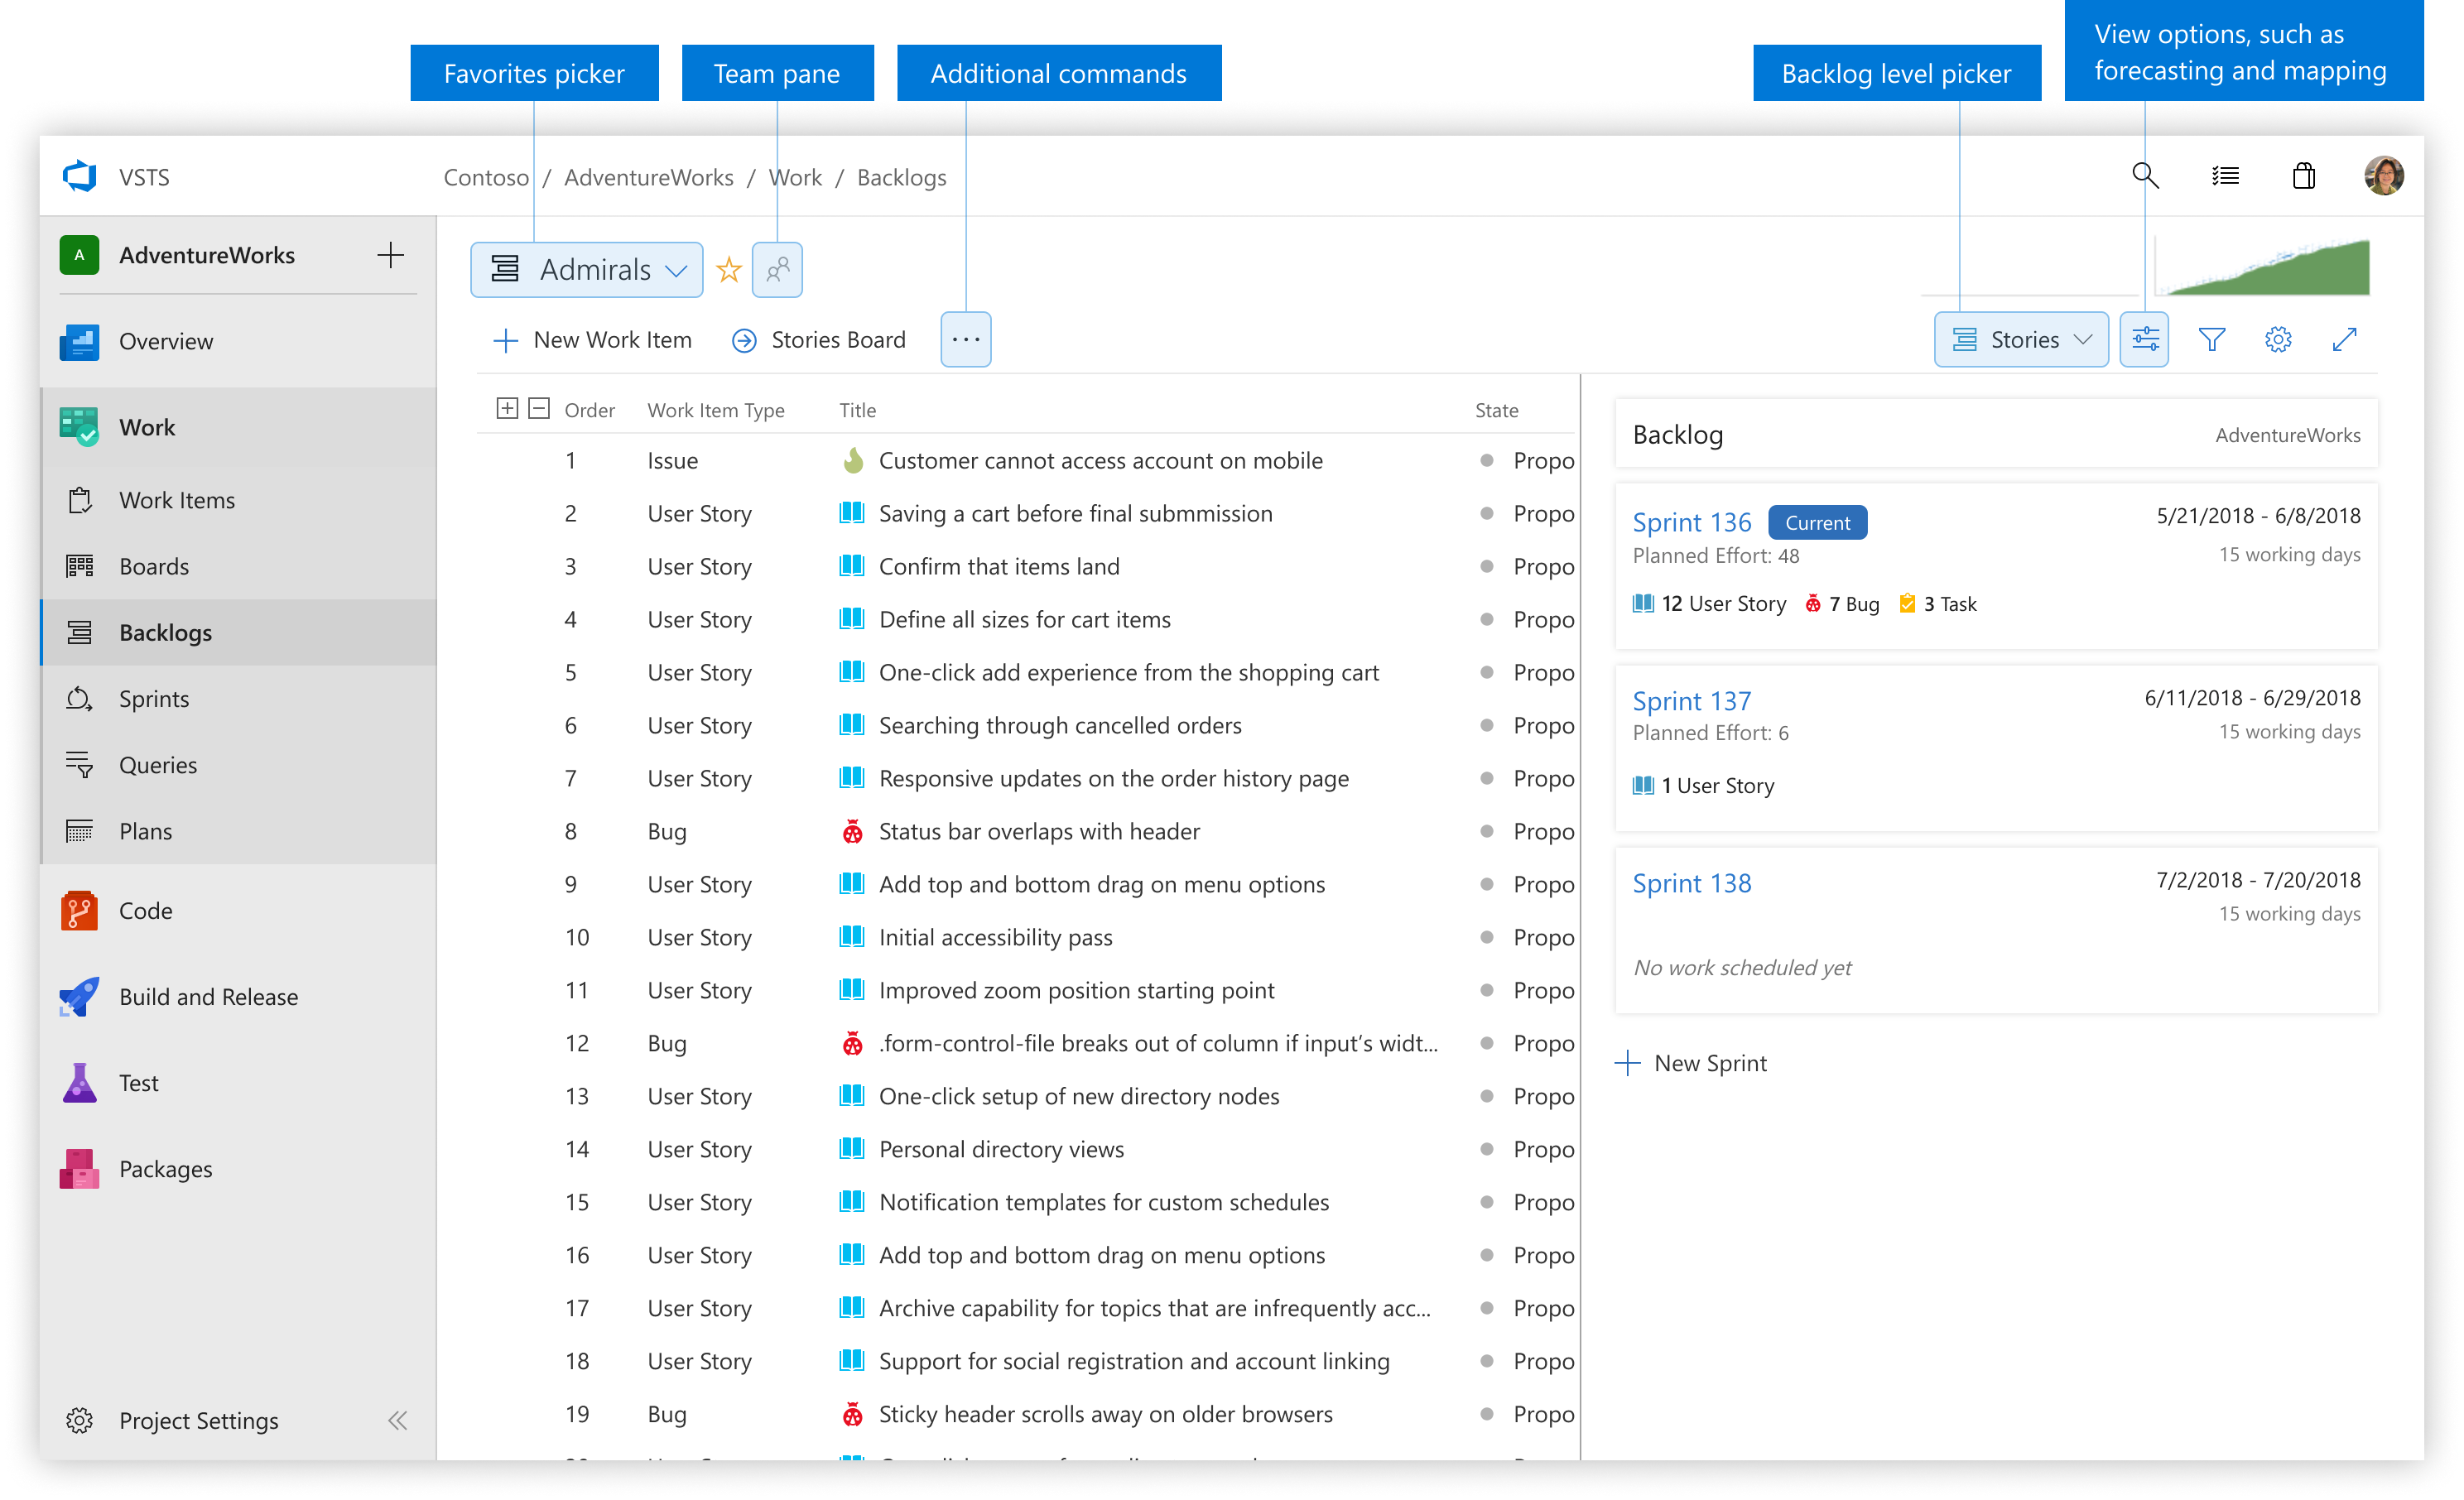 Favorites picker
Team pane
Additional commands
Backlog level picker
View options, such as
forecasting and mapping
VSTS
Contoso / AdventureWorks / Work / Backlogs
A AdventureWorks
Overview
Work
Work Items
Boards
Backlogs
Sprints
Queries
Plans
Code
Build and Release
Test
Packages
Project Settings
Admirals
New Work Item Stories Board ...
Stories
Order Work Item Type Title State
1 Issue Customer cannot access account on mobile Propo
2 User Story Saving a cart before final submmission Propo
3 User Story Confirm that items land Propo
4 User Story Define all sizes for cart items Propo
5 User Story One-click add experience from the shopping cart Propo
6 User Story Searching through cancelled orders Propo
7 User Story Responsive updates on the order history page Propo
8 Bug Status bar overlaps with header Propo
9 User Story Add top and bottom drag on menu options Propo
10 User Story Initial accessibility pass Propo
11 User Story Improved zoom position starting point Propo
12 Bug .form-control-file breaks out of column if input’s widt... Propo
13 User Story One-click setup of new directory nodes Propo
14 User Story Personal directory views Propo
15 User Story Notification templates for custom schedules Propo
16 User Story Add top and bottom drag on menu options Propo
17 User Story Archive capability for topics that are infrequently acc... Propo
18 User Story Support for social registration and account linking Propo
19 Bug Sticky header scrolls away on older browsers Propo
Backlog AdventureWorks
Sprint 136 Current 5/21/2018 - 6/8/2018
Planned Effort: 48 15 working days
12 User Story 7 Bug 3 Task
Sprint 137 6/11/2018 - 6/29/2018
Planned Effort: 6 15 working days
1 User Story
Sprint 138 7/2/2018 - 7/20/2018
15 working days
No work scheduled yet
New Sprint